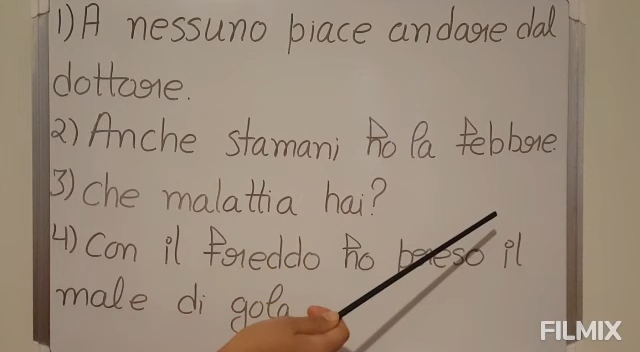 1) A nessuno piace andare dal
dottore.
2) Anche stamani ho la febbre
3) Che malattia hai?
4) Con il freddo ho preso il
male di gola
FILMIX